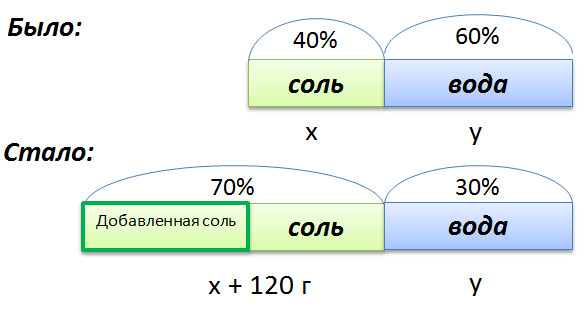 Было:
40% 60%
соль вода
x y
Стало:
70% 30%
Добавленная соль соль вода
x + 120 г y